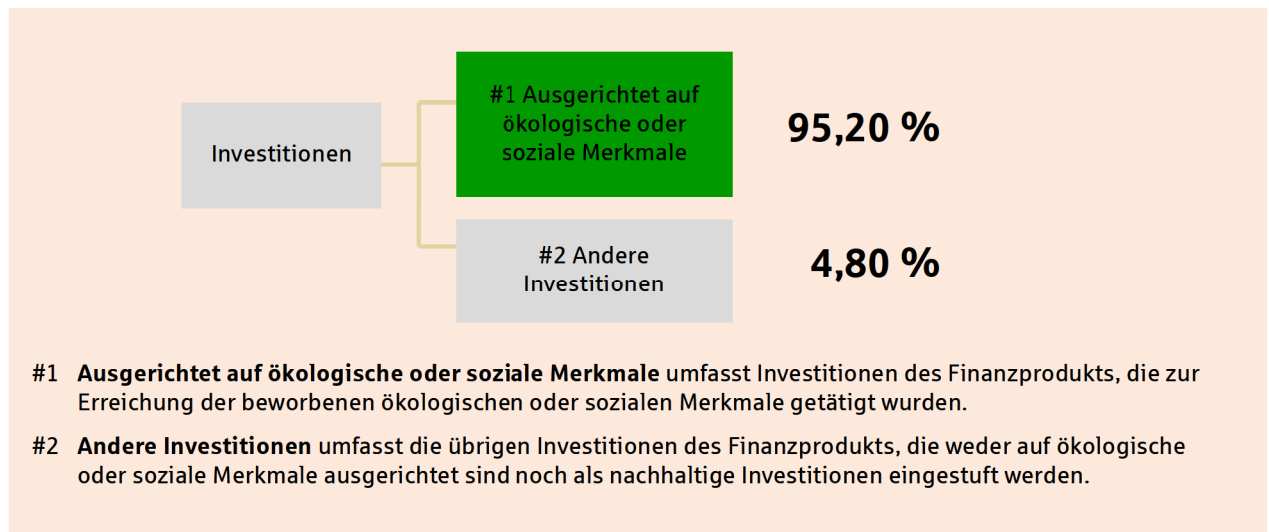 #1 Ausgerichtet auf
ökologische oder
soziale Merkmale
95,20 %
Investitionen
#2 Andere
Investitionen
4,80 %
#1 Ausgerichtet auf ökologische oder soziale Merkmale umfasst Investitionen des Finanzprodukts, die zur
Erreichung der beworbenen ökologischen oder sozialen Merkmale getätigt wurden.
#2 Andere Investitionen umfasst die übrigen Investitionen des Finanzprodukts, die weder auf ökologische
oder soziale Merkmale ausgerichtet sind noch als nachhaltige Investitionen eingestuft werden.